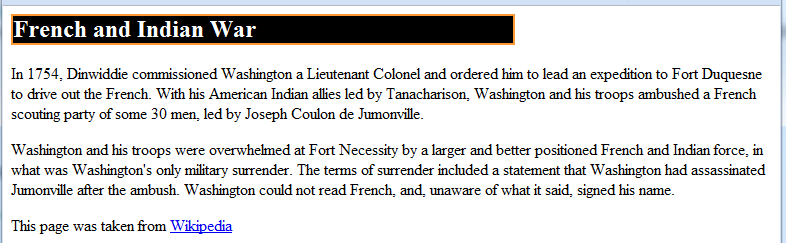 French and Indian War
In 1754, Dinwiddie commissioned Washington a Lieutenant Colonel and ordered him to lead an expedition to Fort Duquesne
to drive out the French. With his American Indian allies led by Tanacharison, Washington and his troops ambushed a French
scouting party of some 30 men, led by Joseph Coulon de Jumonville.
Washington and his troops were overwhelmed at Fort Necessity by a larger and better positioned French and Indian force, in
what was Washington's only military surrender. The terms of surrender included a statement that Washington had assassinated
Jumonville after the ambush. Washington could not read French, and, unaware of what it said, signed his name.
This page was taken from Wikipedia